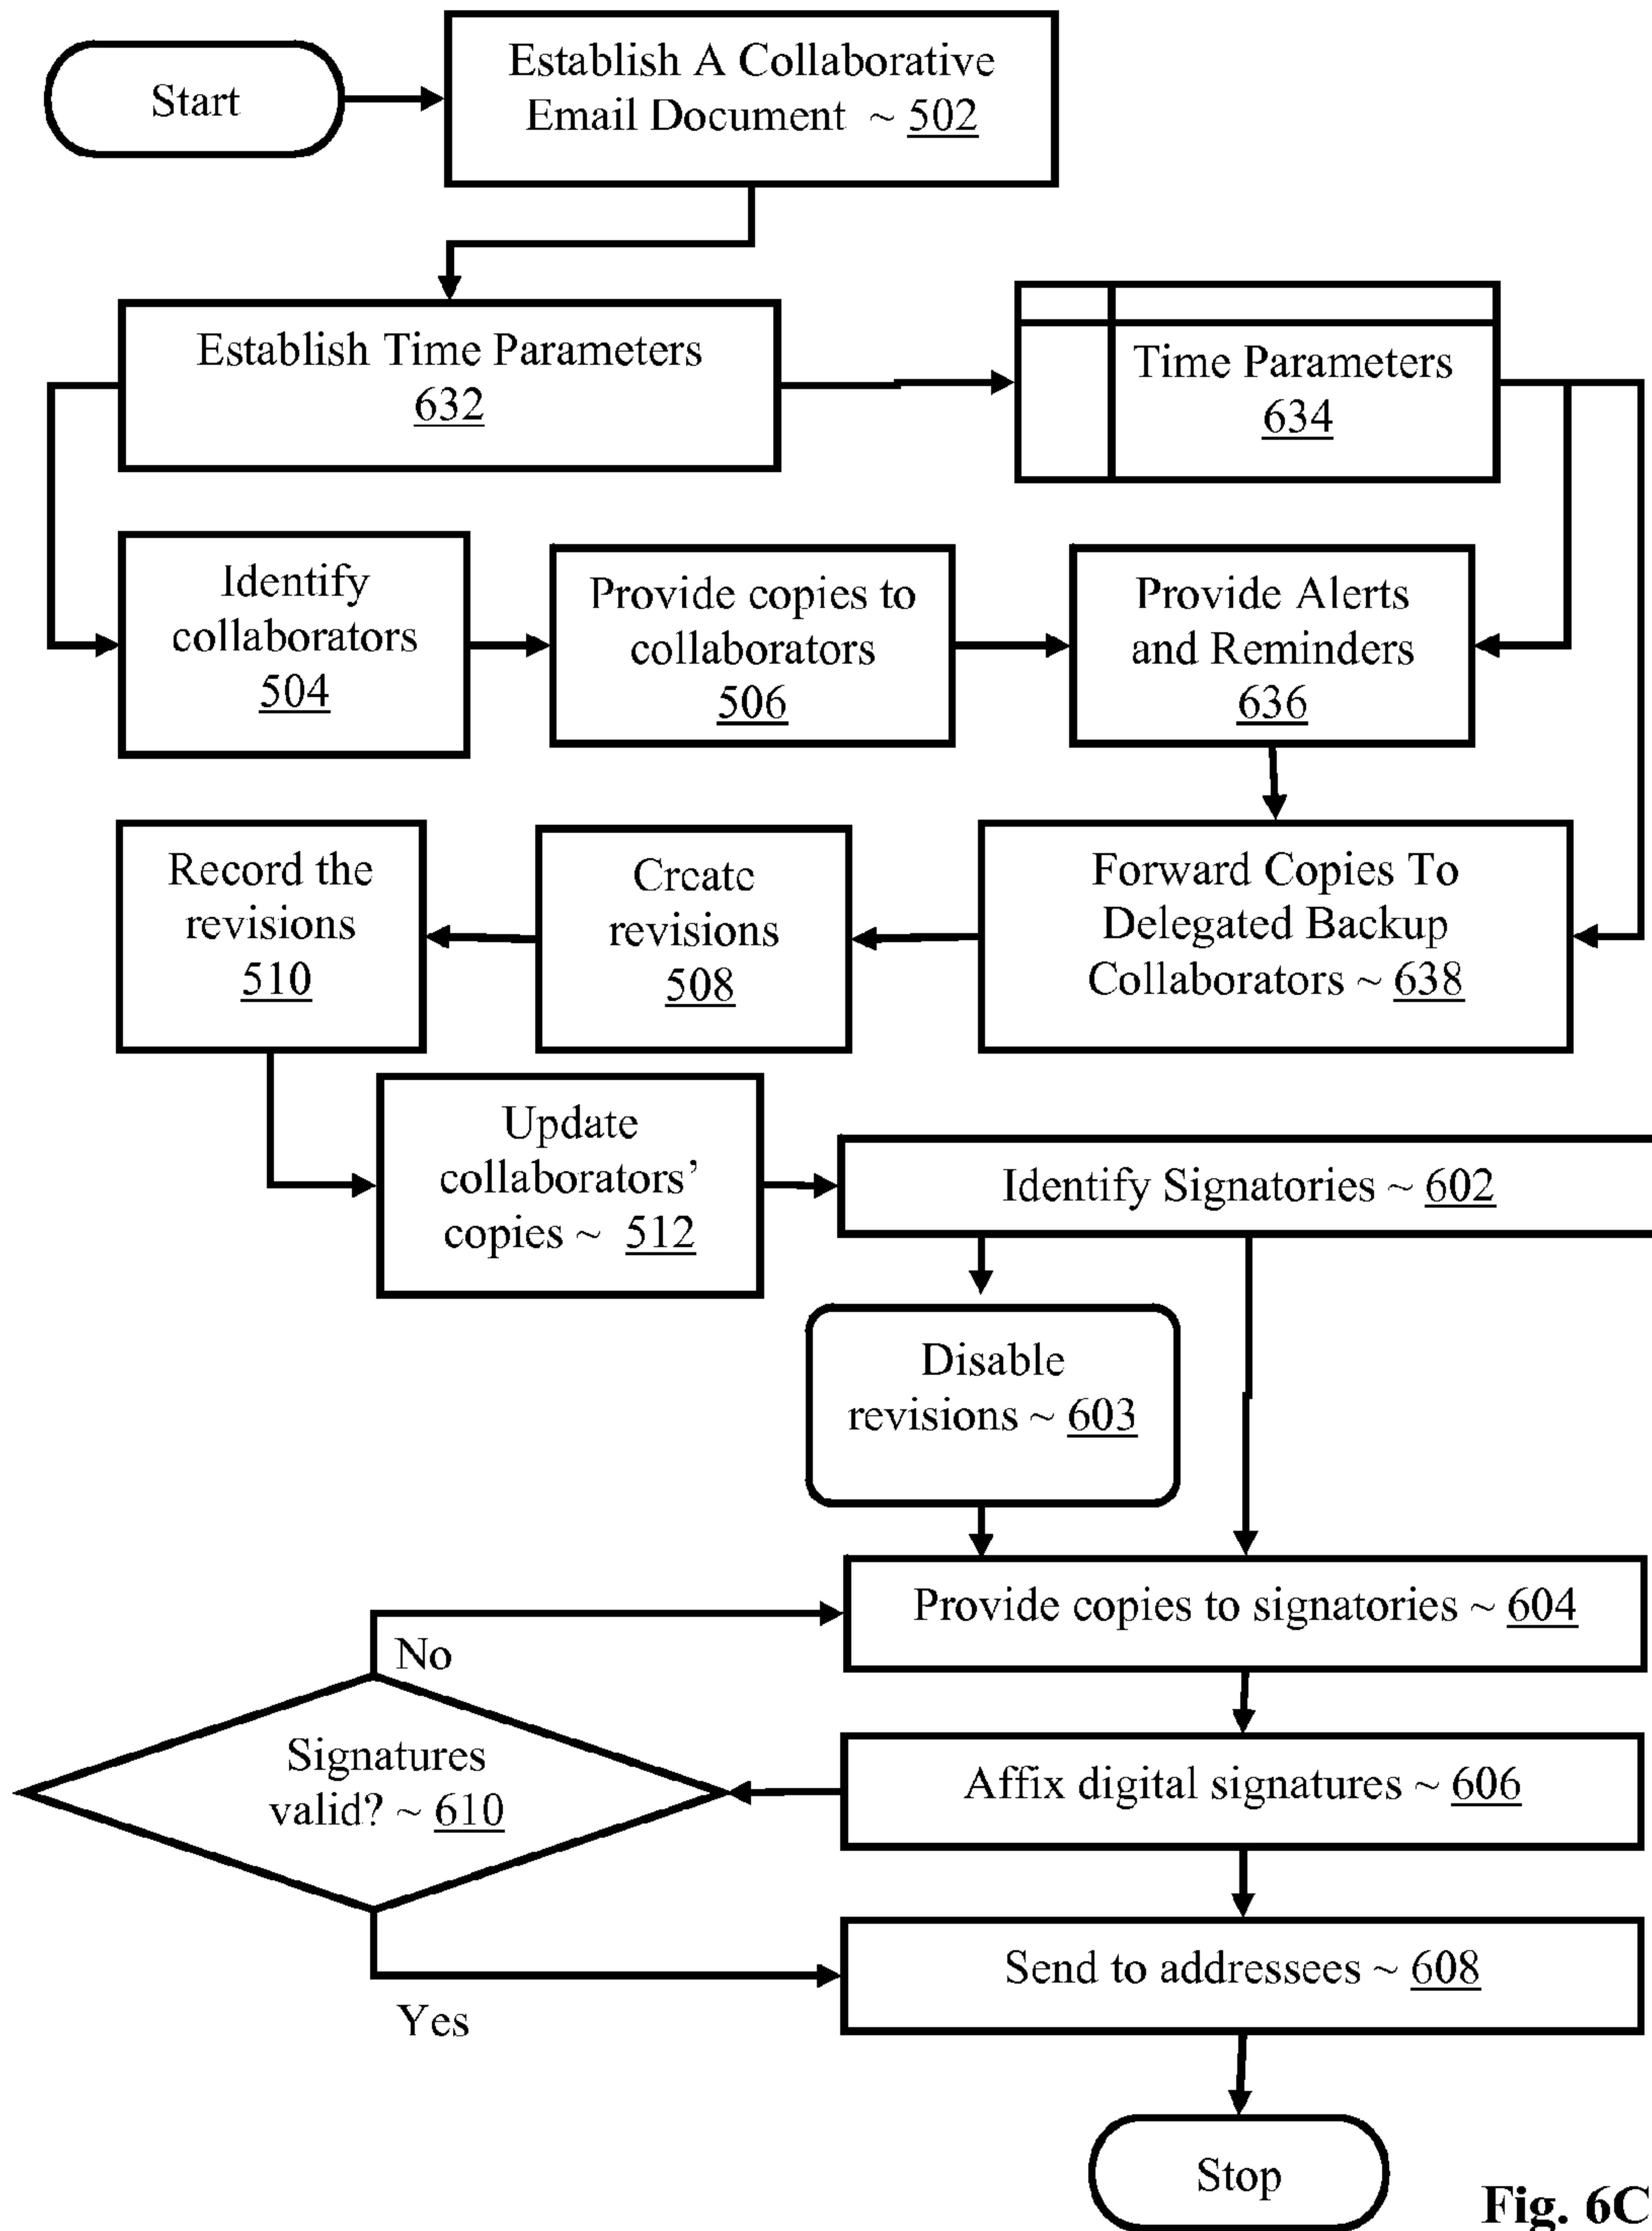 Start
Establish A Collaborative
Email Document ~ 502
Establish Time Parameters
632
Time Parameters
634
Identify
collaborators
504
Provide copies to
collaborators
506
Provide Alerts
and Reminders
636
Record the
revisions
510
Create
revisions
508
Forward Copies To
Delegated Backup
Collaborators ~ 638
Update
collaborators’
copies ~ 512
Identify Signatories ~ 602
Disable
revisions ~ 603
Provide copies to signatories ~ 604
No
Signatures
valid? ~ 610
Affix digital signatures ~ 606
Send to addressees ~ 608
Yes
Stop
Fig. 6C